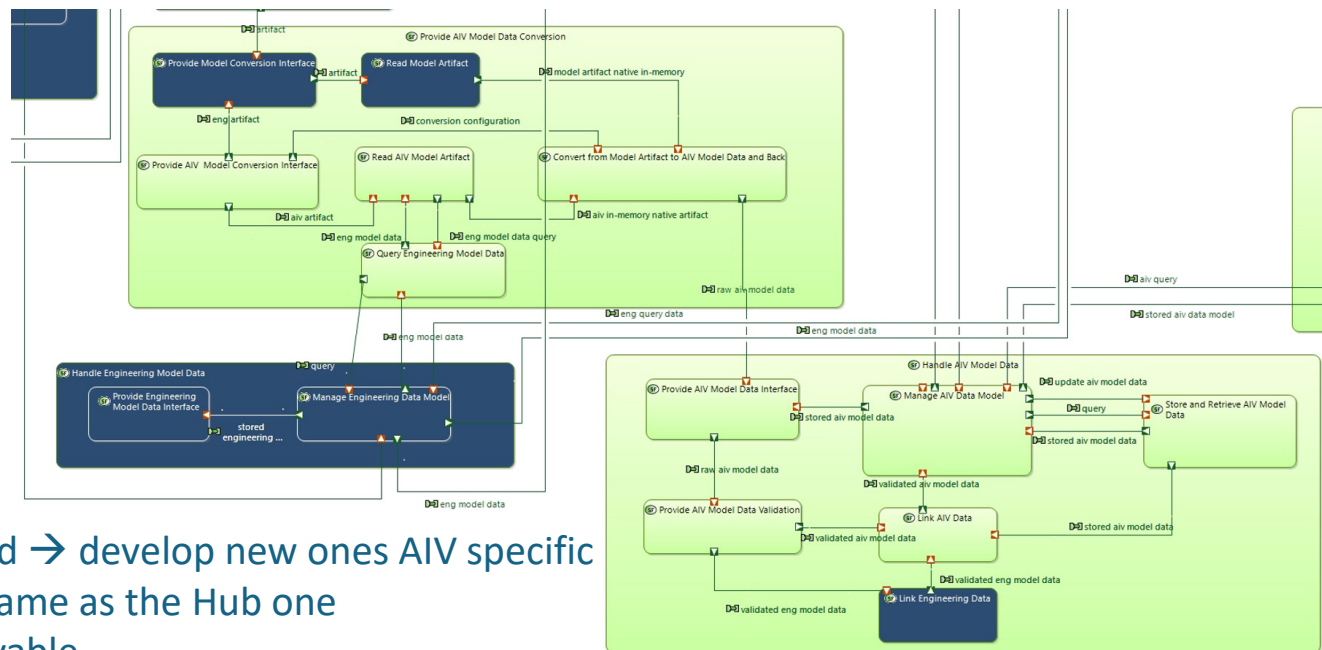 artifact
Provide AIV Model Data Conversion
Provide Model Conversion Interface
Read Model Artifact
artifact
model artifact native in-memory
eng artifact
conversion configuration
Provide AIV Model Conversion Interface
Read AIV Model Artifact
Convert from Model Artifact to AIV Model Data and Back
aiv artifact
aiv in-memory native artifact
eng model data
eng model data query
Query Engineering Model Data
raw aiv model data
aiv query
eng query data
stored aiv data model
eng model data
eng model data
Handle Engineering Model Data
query
Provide Engineering
Model Data Interface
Manage Engineering Data Model
stored
engineering ...
eng model data
Handle AIV Model Data
Provide AIV Model Data Interface
Manage AIV Data Model
update aiv model data
stored aiv model data
query
Store and Retrieve AIV Model
Data
stored aiv model data
raw aiv model data
validated aiv model data
Provide AIV Model Data Validation
Link AIV Data
validated aiv model data
stored aiv model data
validated eng model data
Link Engineering Data
validated eng model data
d → develop new ones AIV specific
ame as the Hub one